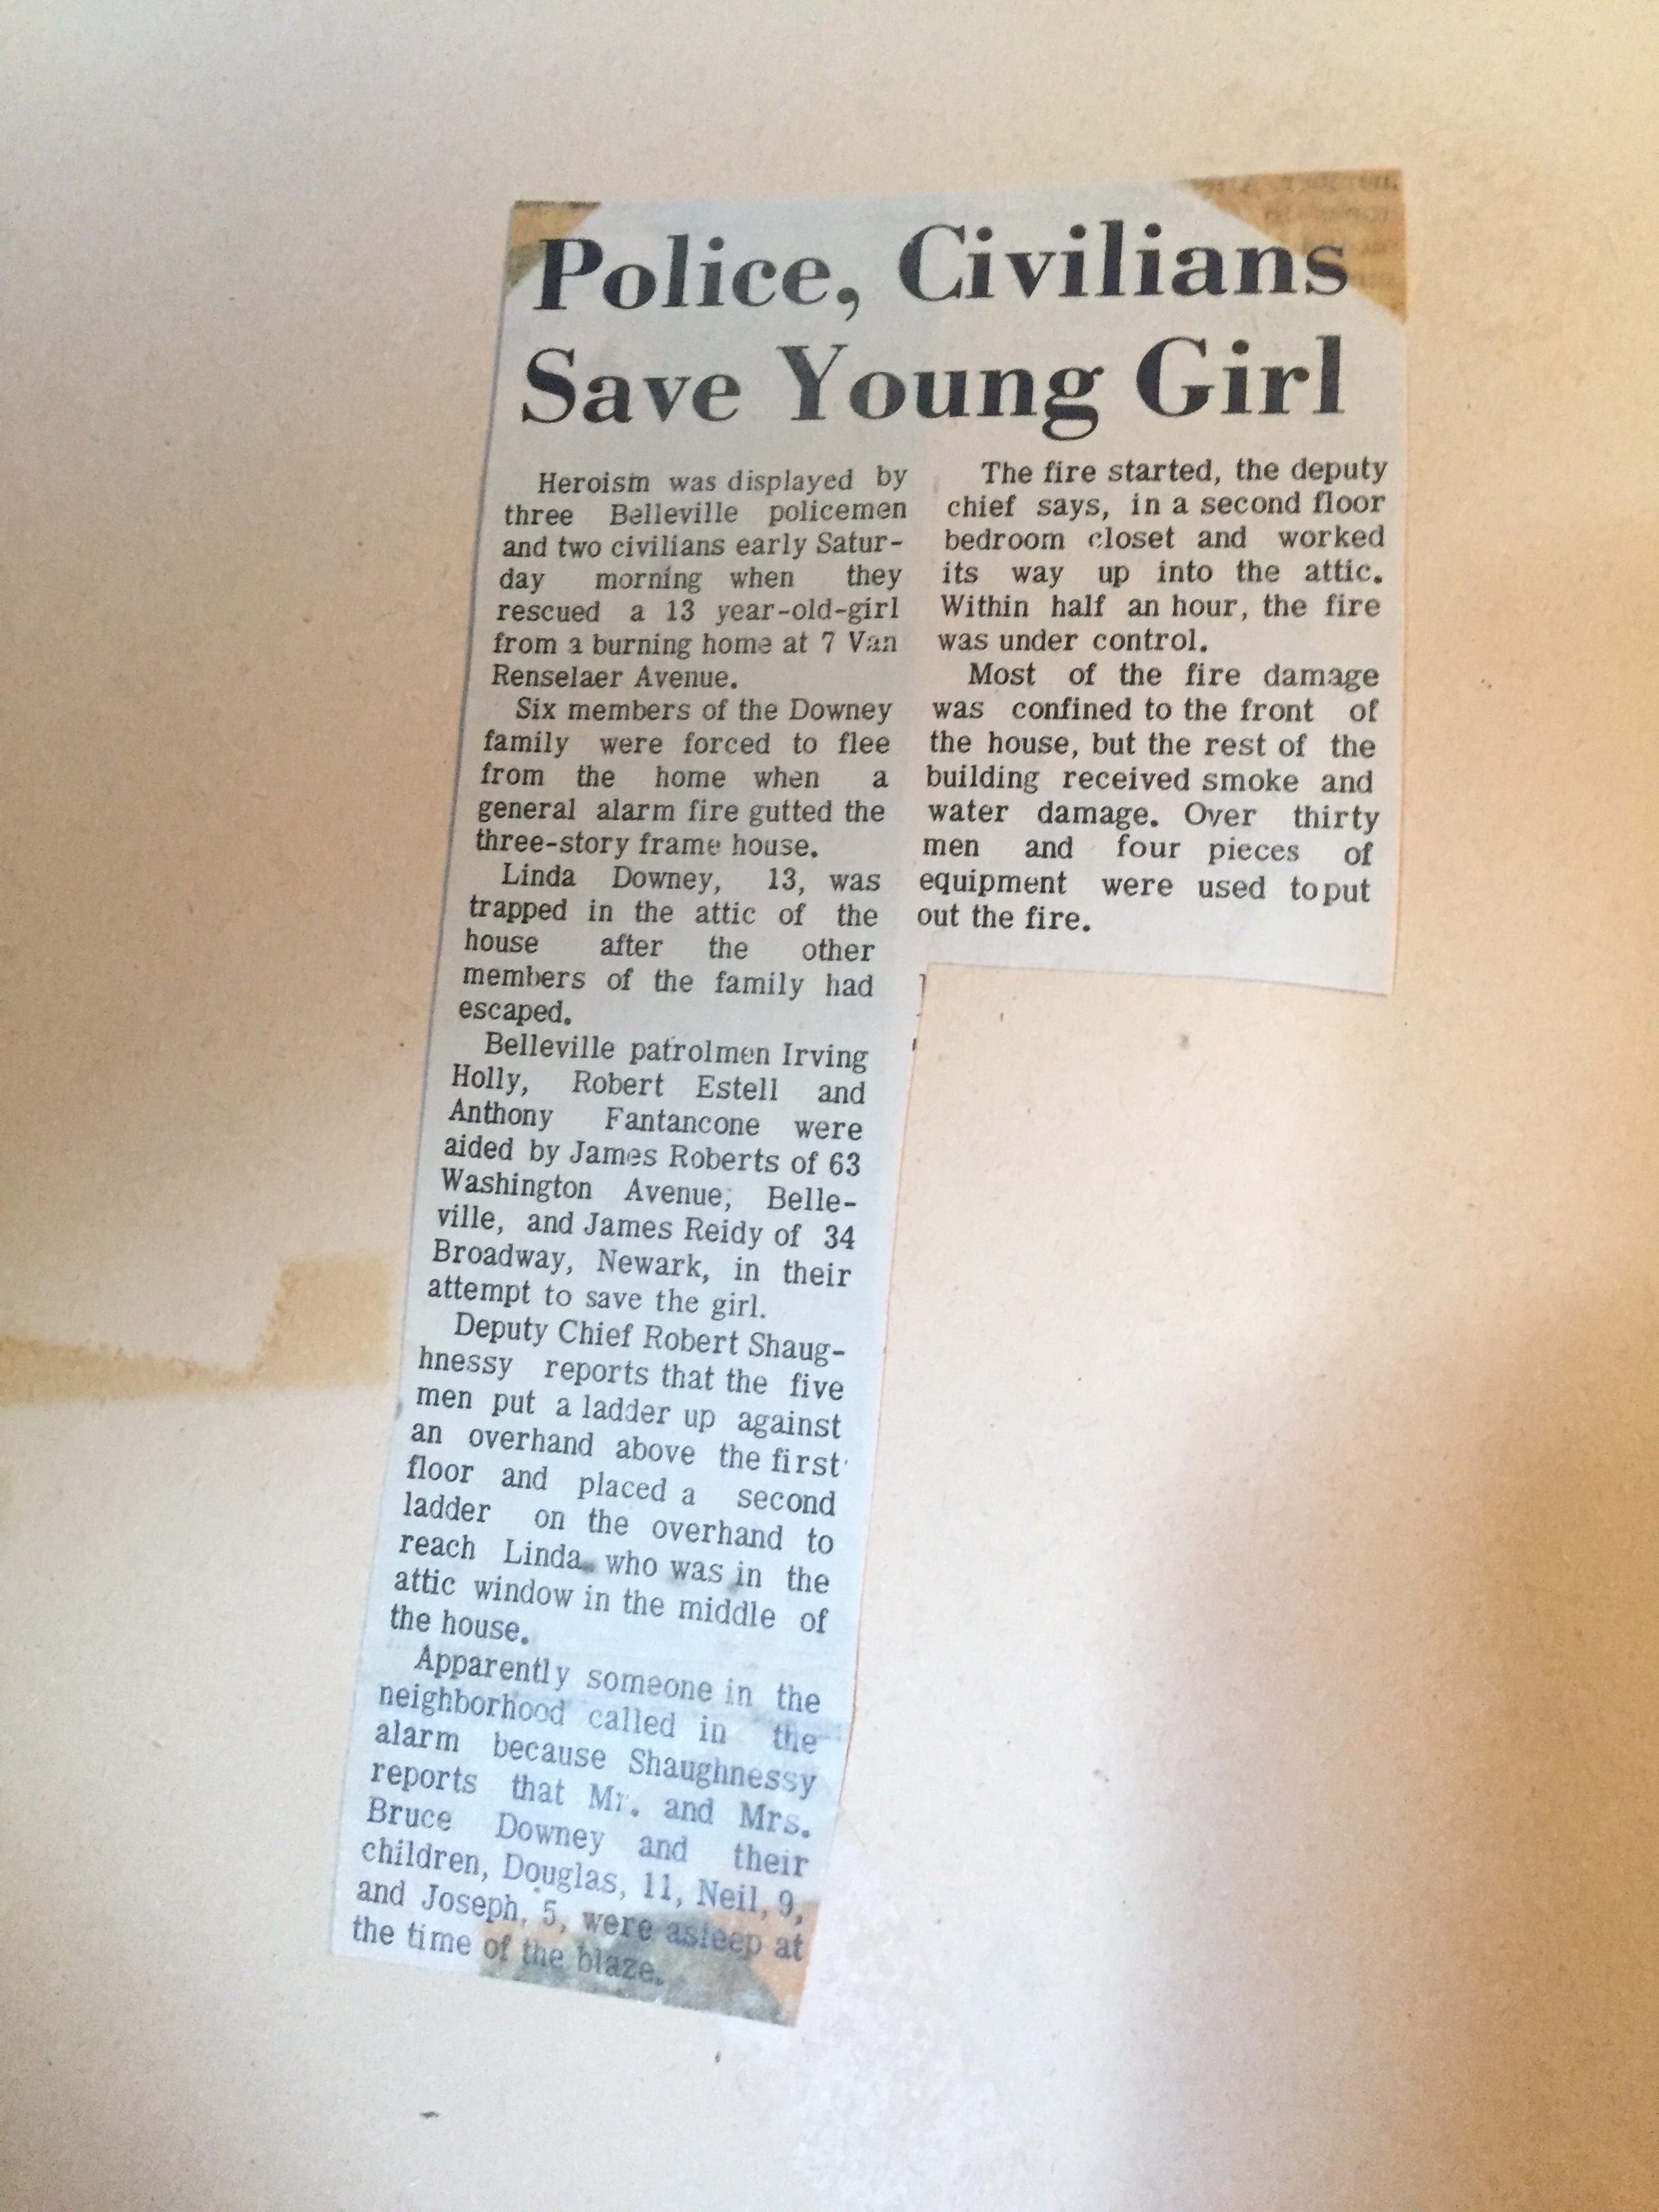 Police, Civilians
Save Young Girl
Heroism was displayed by
three Belleville policemen
and two civilians early Satur-
day morning when they
rescued a 13 year-old-girl
from a burning home at 7 Van
Renselaer Avenue.
Six members of the Downey
family were forced to flee
from the home when a
general alarm fire gutted the
three-story frame house.
Linda Downey, 13, was
trapped in the attic of the
house after the other
members of the family had
escaped.
Belleville patrolmen Irving
Holly, Robert Estell and
Anthony Fantancone were
aided by James Roberts of 63
Washington Avenue, Belle-
ville, and James Reidy of 34
Broadway, Newark, in their
attempt to save the girl.
Deputy Chief Robert Shaug-
hnessy reports that the five
men put a ladder up against
an overhand above the first
floor and placed a second
ladder on the overhand to
reach Linda who was in the
attic window in the middle of
the house.
Apparently someone in the
neighborhood called in the
alarm because Shaughnessy
reports that Mr. and Mrs.
Bruce Downey and their
children, Douglas, 11, Neil, 9,
and Joseph, 5, were asleep at
the time of the blaze.
The fire started, the deputy
chief says, in a second floor
bedroom closet and worked
its way up into the attic.
Within half an hour, the fire
was under control.
Most of the fire damage
was confined to the front of
the house, but the rest of the
building received smoke and
water damage. Over thirty
men and four pieces of
equipment were used toput
out the fire.